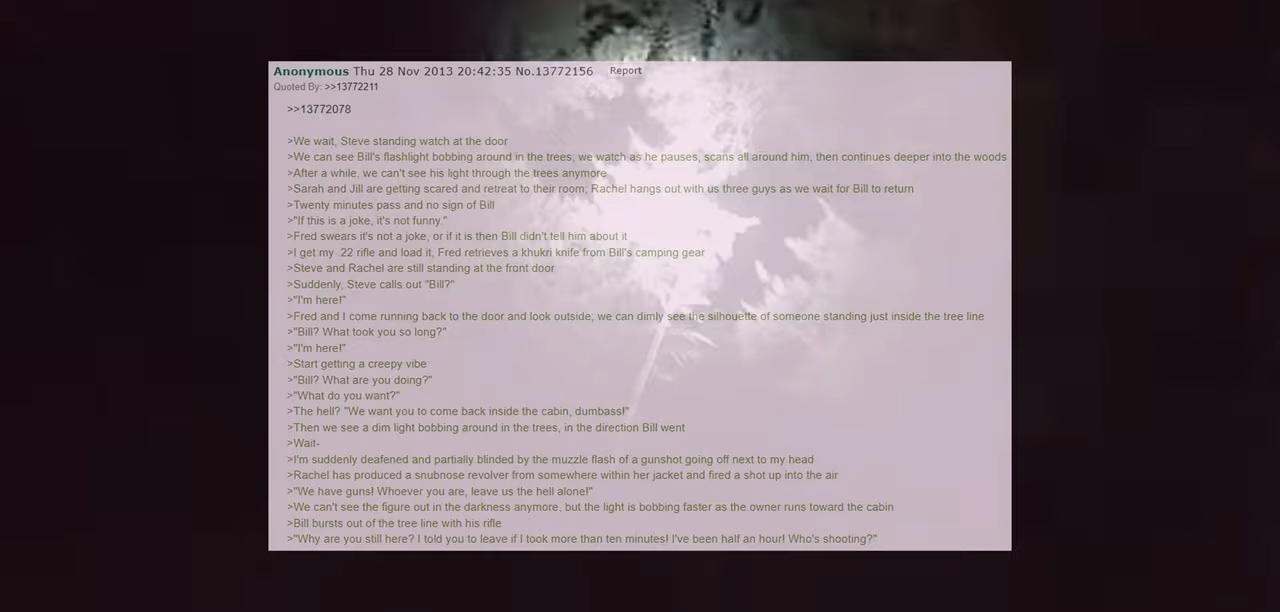 Anonymous Thu 28 Nov 2013 20:42:35 No.13772156 Report
Quoted By: >>13772211
>>13772078
>We wait, Steve standing watch at the door
>We can see Bill's flashlight bobbing around in the trees; we watch as he pauses, scans all around him, then continues deeper into the woods
>After a while, we can't see his light through the trees anymore
>Sarah and Jill are getting scared and retreat to their room; Rachel hangs out with us three guys as we wait for Bill to return
>Twenty minutes pass and no sign of Bill
>"If this is a joke, it's not funny."
>Fred swears it's not a joke, or if it is then Bill didn't tell him about it
>I get my .22 rifle and load it, Fred retrieves a khukri knife from Bill's camping gear
>Steve and Rachel are still standing at the front door
>Suddenly, Steve calls out "Bill?"
>"I'm here!"
>Fred and I come running back to the door and look outside; we can dimly see the silhouette of someone standing just inside the tree line
>"Bill? What took you so long?"
>"I'm here!"
>Start getting a creepy vibe
>"Bill? What are you doing?"
>"What do you want?"
>The hell? "We want you to come back inside the cabin, dumbass!"
>Then we see a dim light bobbing around in the trees, in the direction Bill went
>Wait-
>I'm suddenly deafened and partially blinded by the muzzle flash of a gunshot going off next to my head
>Rachel has produced a snubnose revolver from somewhere within her jacket and fired a shot up into the air
>"We have guns! Whoever you are, leave us the hell alone!"
>We can't see the figure out in the darkness anymore, but the light is bobbing faster as the owner runs toward the cabin
>Bill bursts out of the tree line with his rifle
>"Why are you still here? I told you to leave if I took more than ten minutes! I've been half an hour! Who's shooting?"